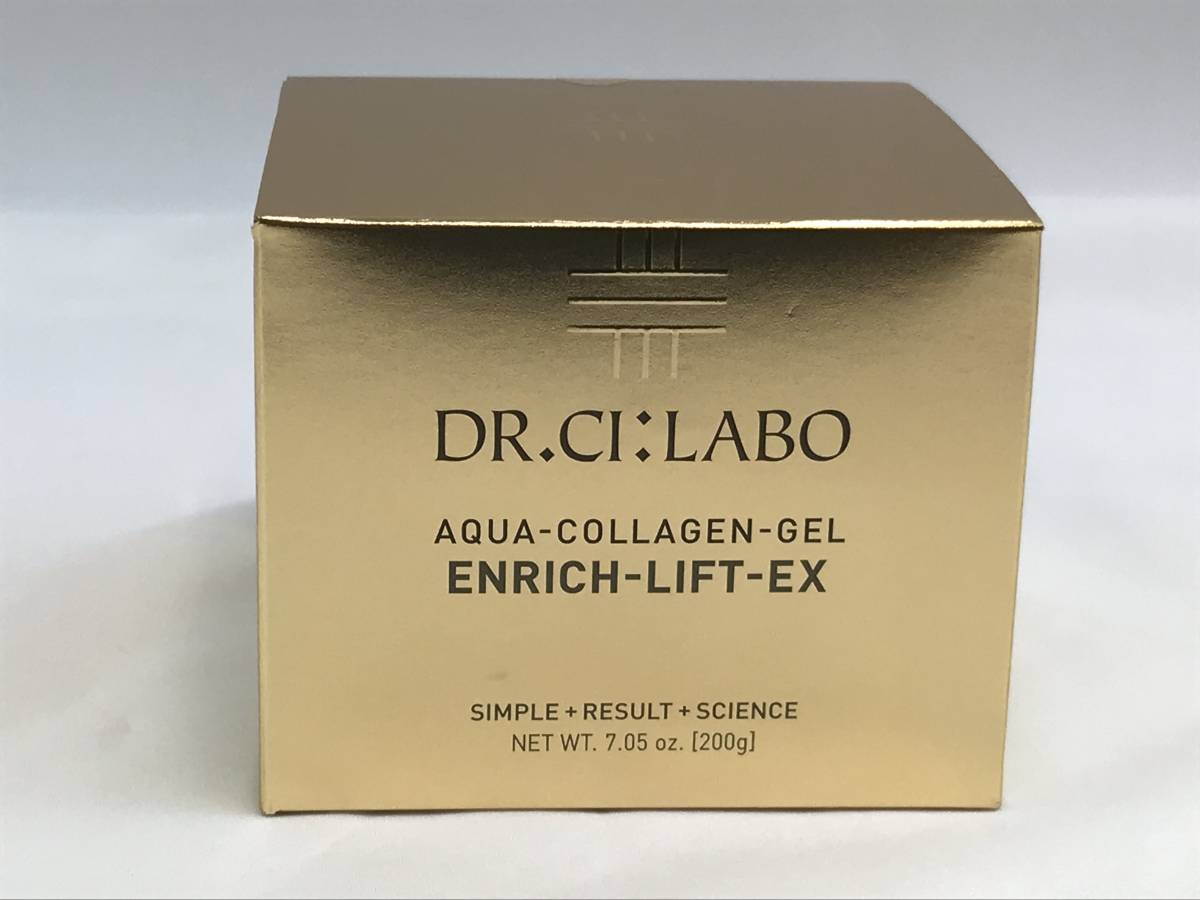 DR.CI:LABO
AQUA-COLLAGEN-GEL
ENRICH-LIFT-EX
SIMPLE+RESULT+SCIENCE
NET WT. 7.05 oz. [200g]